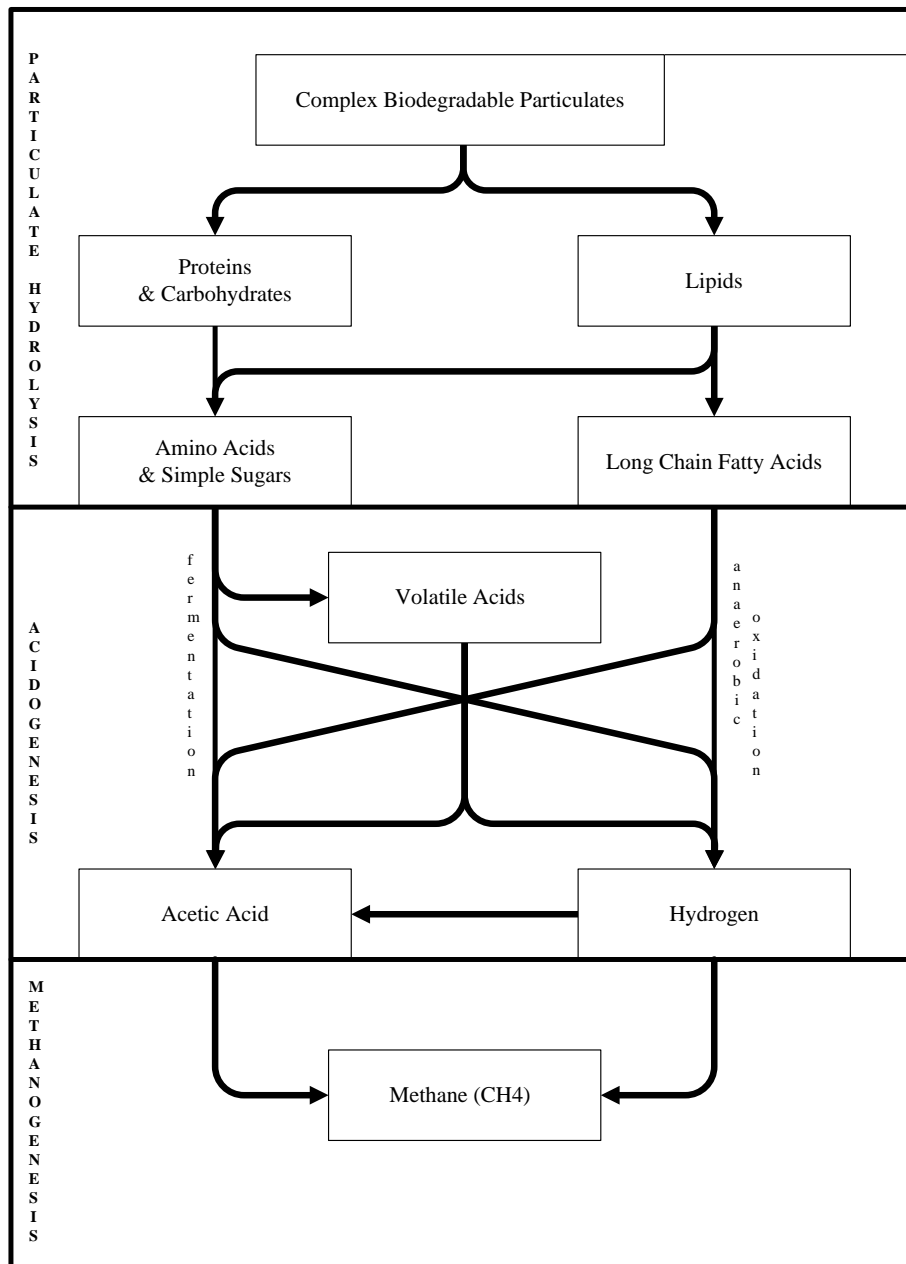 PARTICULATE HYDROLYSIS
Complex Biodegradable Particulates
Proteins
& Carbohydrates
Lipids
Amino Acids
& Simple Sugars
Long Chain Fatty Acids
ACIDOGENESIS
fermentation
Volatile Acids
anaerobic
oxidation
Acetic Acid
Hydrogen
METHANOGENESIS
Methane (CH4)